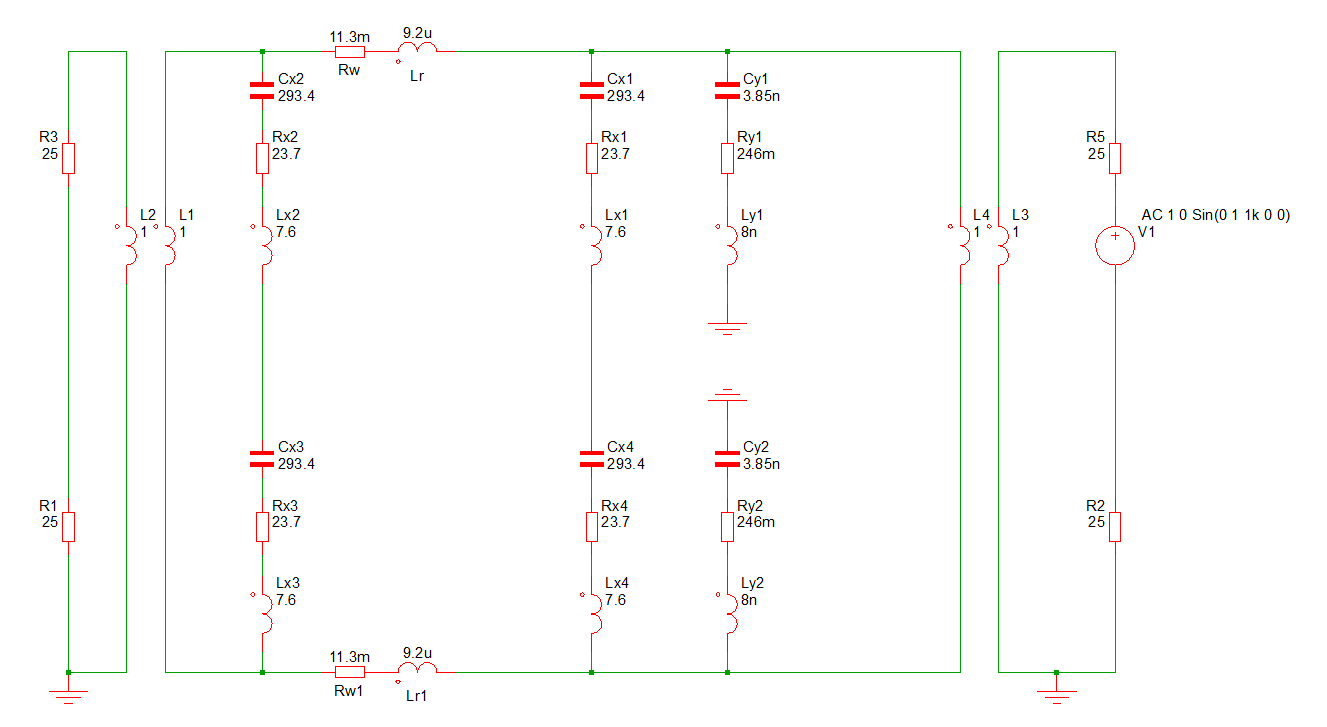 9.2u
11.3m
Rw
Lr
Cx2
293.4
Cx1
293.4
Cy1
3.85n
R3
25
Rx2
23.7
Rx1
23.7
Ry1
246m
R5
25
L2
1
L1
1
Lx2
7.6
Lx1
7.6
Ly1
8n
L4
1
L3
1
AC 1 0 Sin(0 1 1k 0 0)
V1
+
Cx3
293.4
Cx4
293.4
Cy2
3.85n
R1
25
Rx3
23.7
Rx4
23.7
Ry2
246m
R2
25
Lx3
7.6
Lx4
7.6
Ly2
8n
11.3m
9.2u
Rw1
Lr1